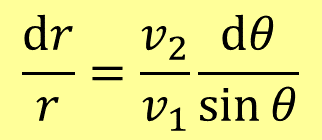 dr/r = v₂/v₁ dθ/sin θ